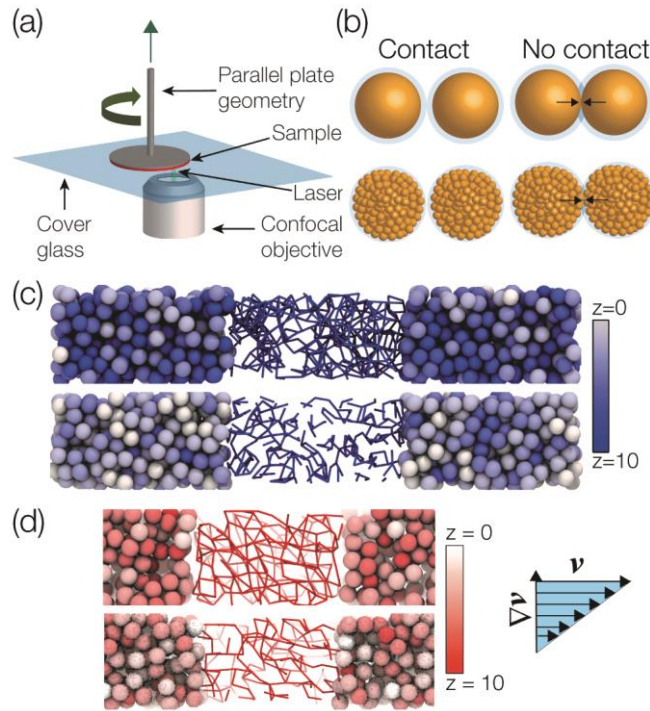 (a)
Parallel plate
geometry
Sample
Laser
Cover
glass
Confocal
objective
(b)
Contact
No contact
(c)
z=0
z=10
(d)
z = 0
z = 10
v
∇v